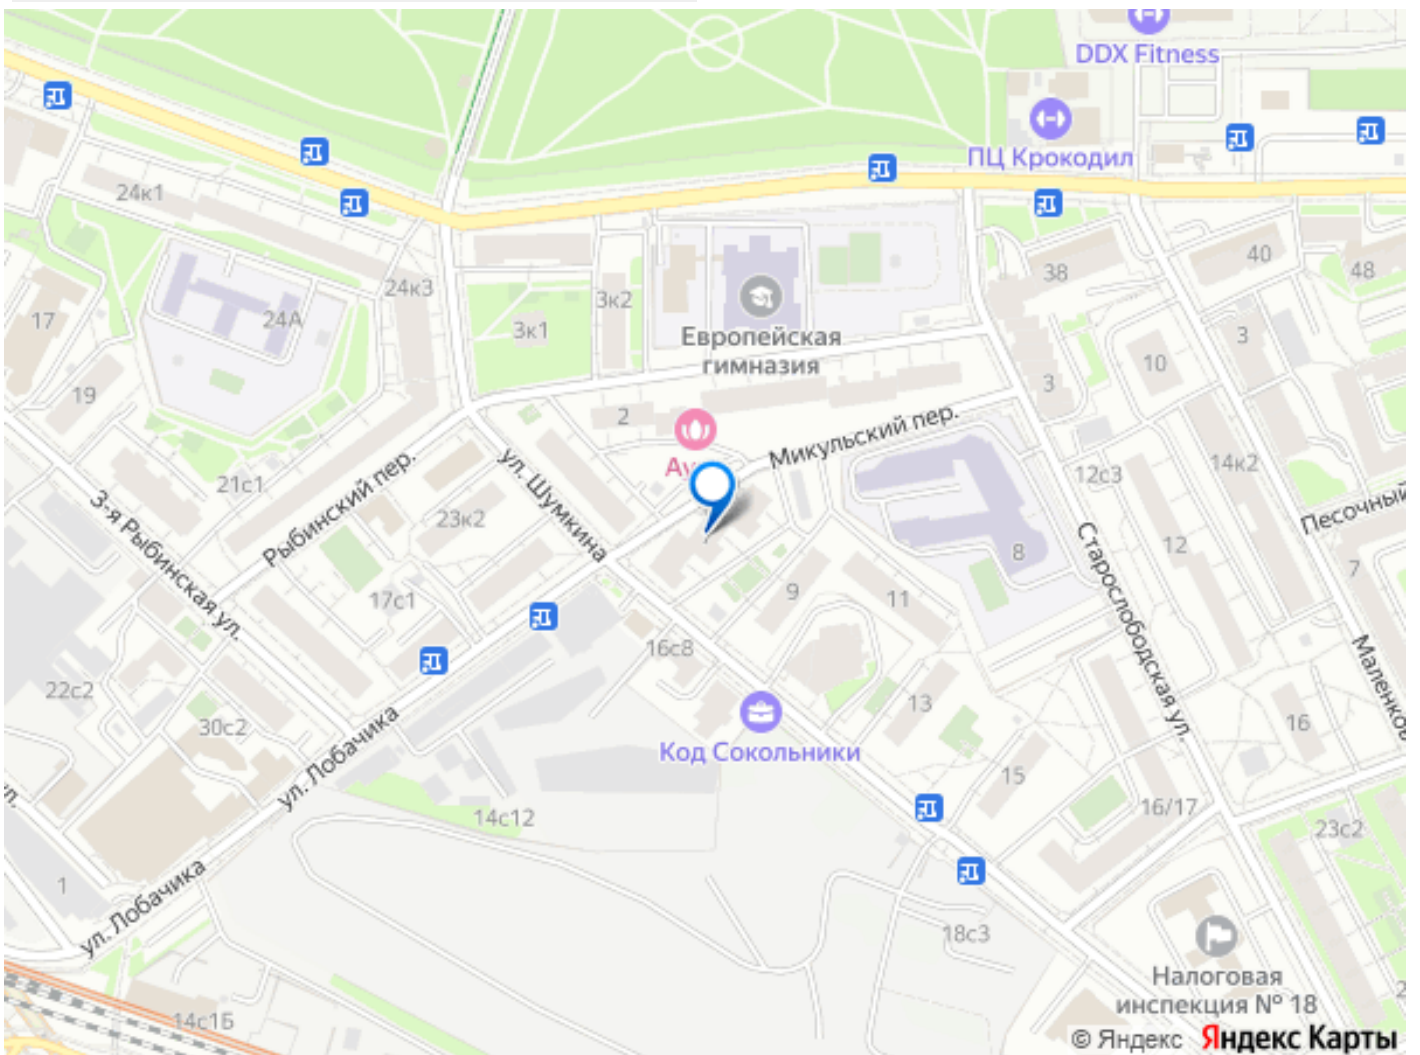 DDX Fitness
ПЦ Крокодил
24к1
24к3
3к2
3к1
38
40
48
17
24А
Европейская
гимназия
3
10
3
19
2
Микульский пер.
21с1
Рыбинский пер.
23к2
ул. Шумкина
12с3
14к2
3-я Рыбинская ул.
Песочный
17с1
9
11
8
12
7
Старослободская ул.
16с8
22с2
30с2
13
16
Код Сокольники
ул. Лобачика
15
16/17
14с12
23с2
1
ул. Лобачика
18с3
Налоговая
инспекция № 18
14с1Б
© Яндекс Яндекс Карты